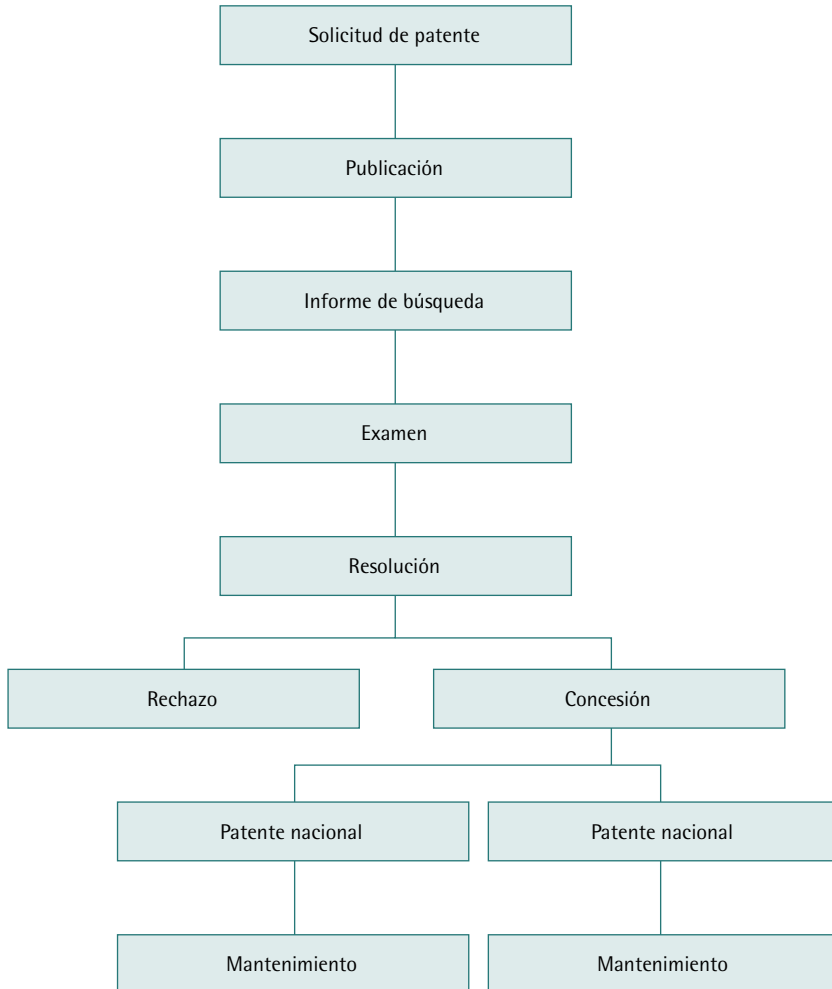 Solicitud de patente
Publicación
Informe de búsqueda
Examen
Resolución
Rechazo
Concesión
Patente nacional
Patente nacional
Mantenimiento
Mantenimiento